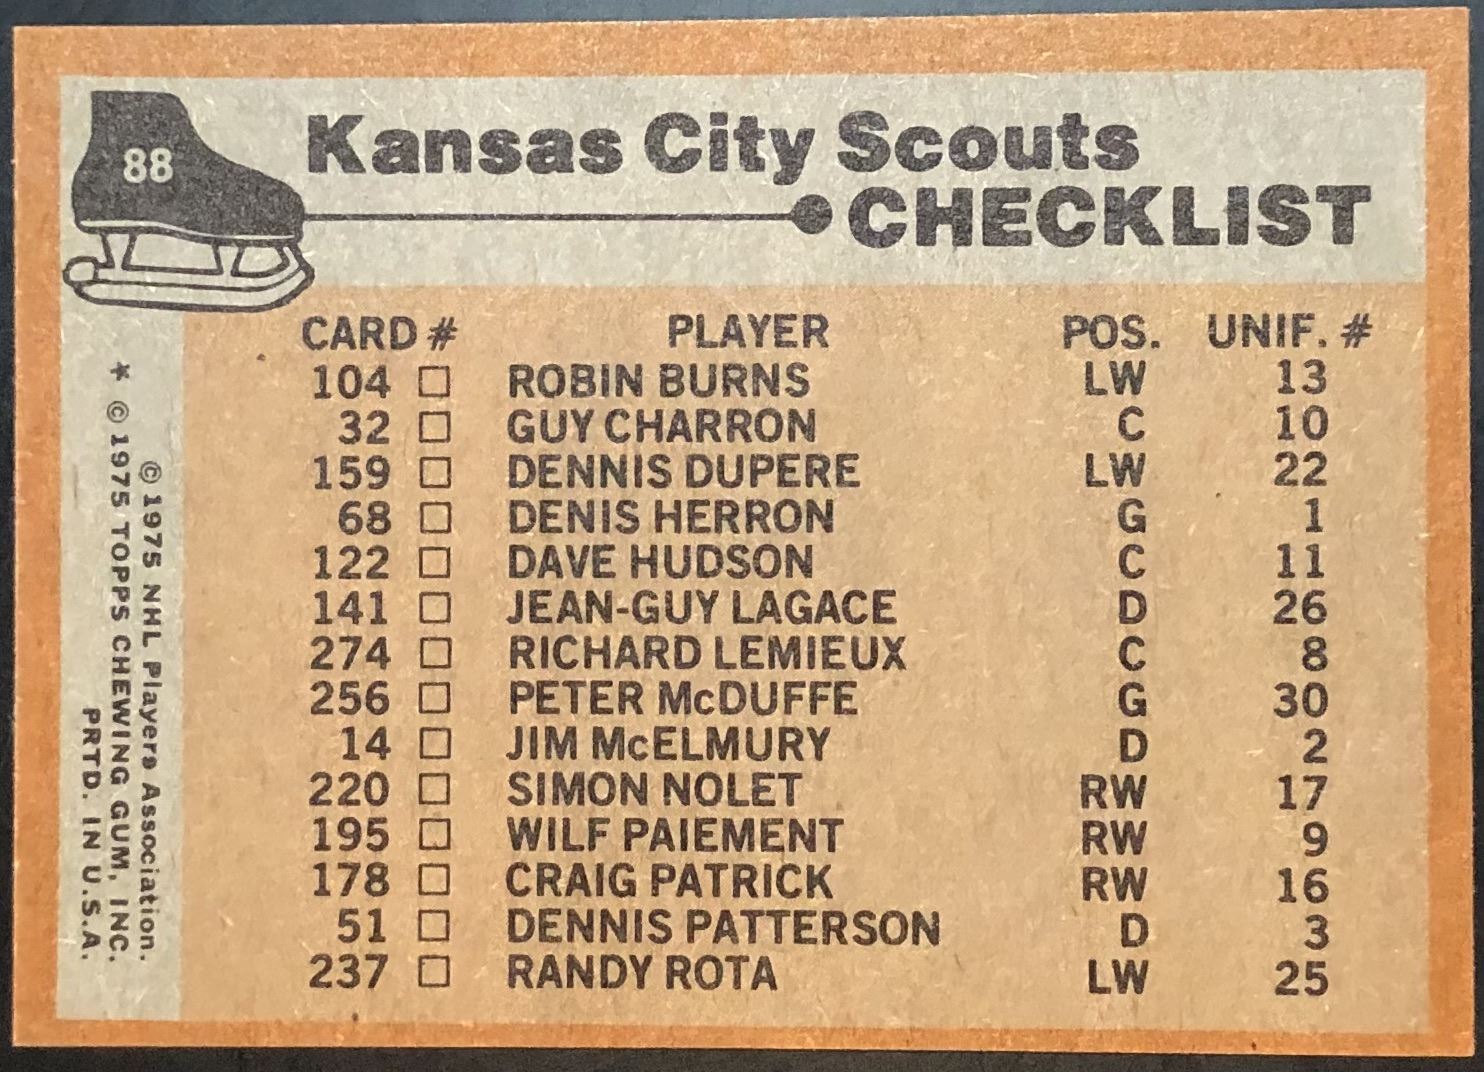 88
Kansas City Scouts
CHECKLIST
CARD # PLAYER POS. UNIF. #
104 □ ROBIN BURNS LW 13
32 □ GUY CHARRON C 10
159 □ DENNIS DUPERE LW 22
68 □ DENIS HERRON G 1
122 □ DAVE HUDSON C 11
141 □ JEAN-GUY LAGACE D 26
274 □ RICHARD LEMIEUX C 8
256 □ PETER McDUFFE G 30
14 □ JIM McELMURY D 2
220 □ SIMON NOLET RW 17
195 □ WILF PAIEMENT RW 9
178 □ CRAIG PATRICK RW 16
51 □ DENNIS PATTERSON D 3
237 □ RANDY ROTA LW 25
© 1975 NHL Players Association.
* © 1975 TOPPS CHEWING GUM, INC.
PRTD. IN U.S.A.